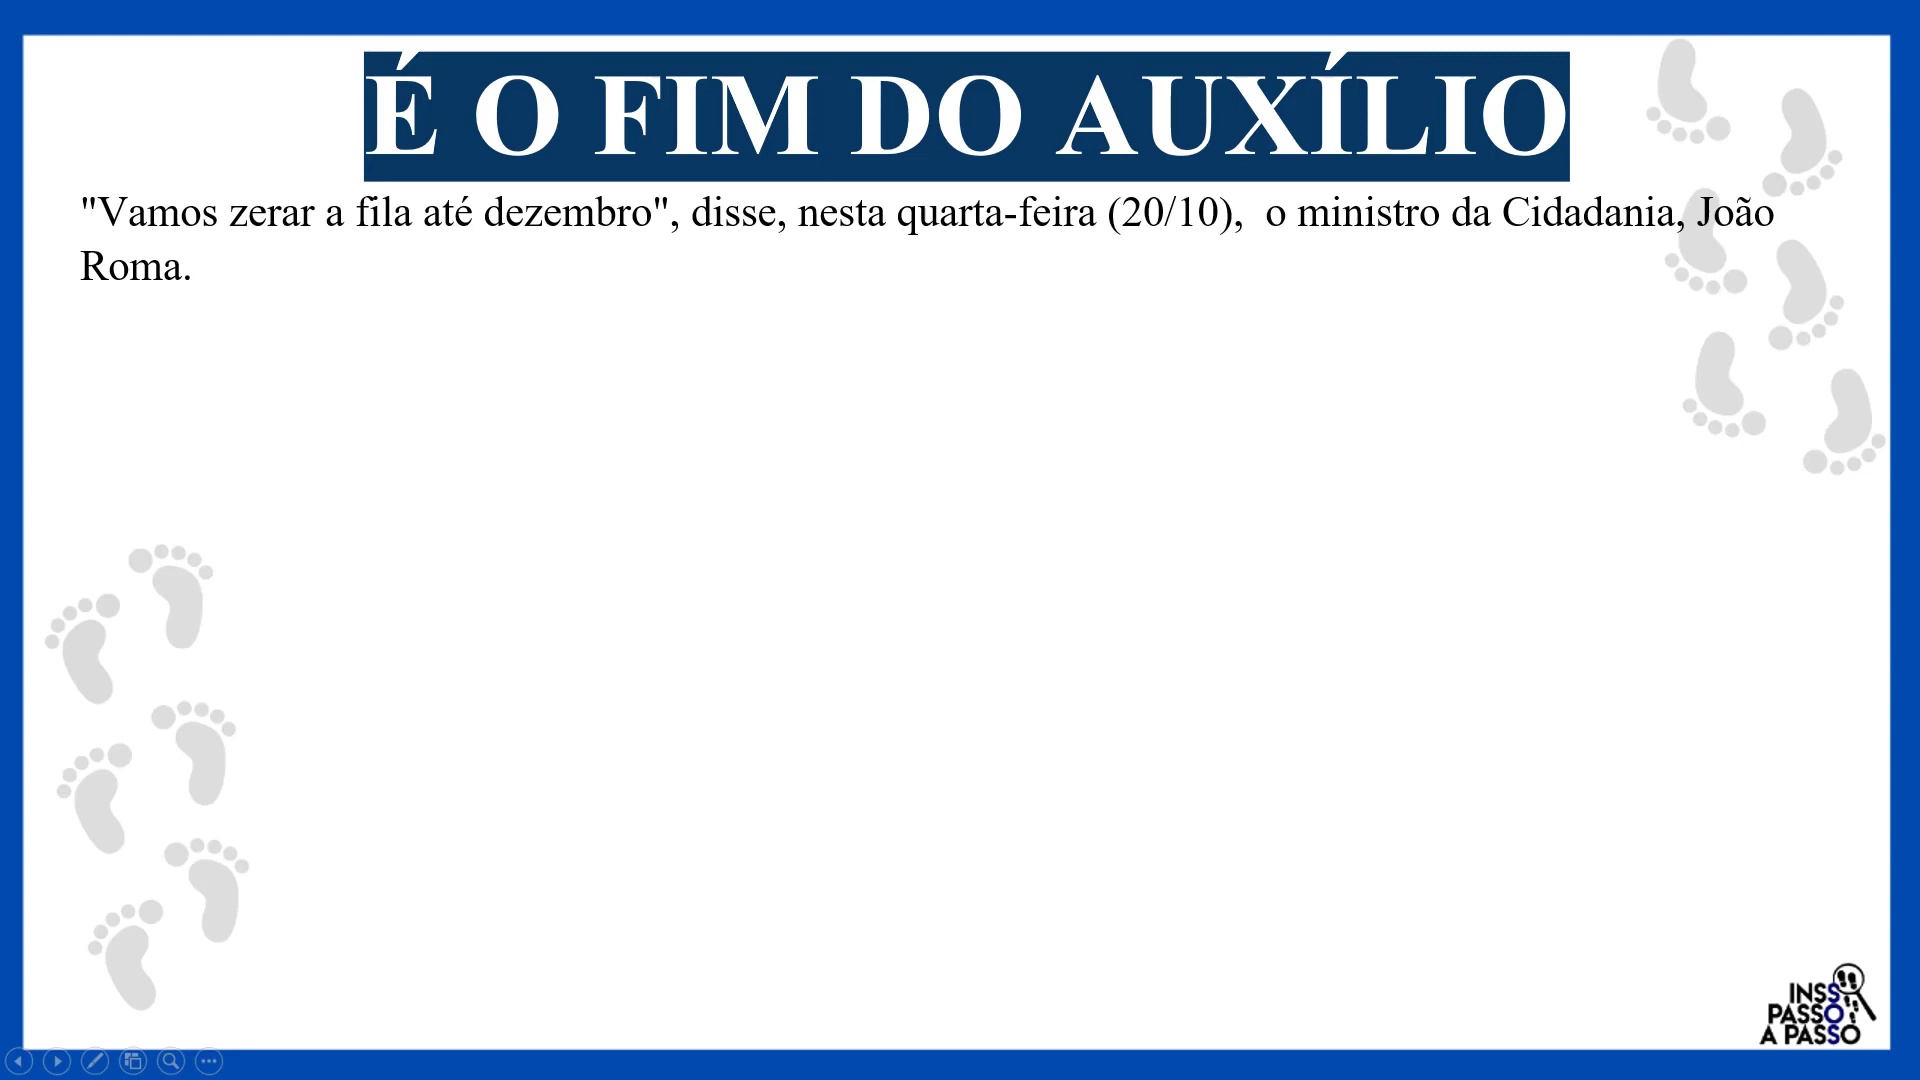 É O FIM DO AUXÍLIO
"Vamos zerar a fila até dezembro", disse, nesta quarta-feira (20/10),  o ministro da Cidadania, João
Roma.
INSS
PASSO
A PASSO